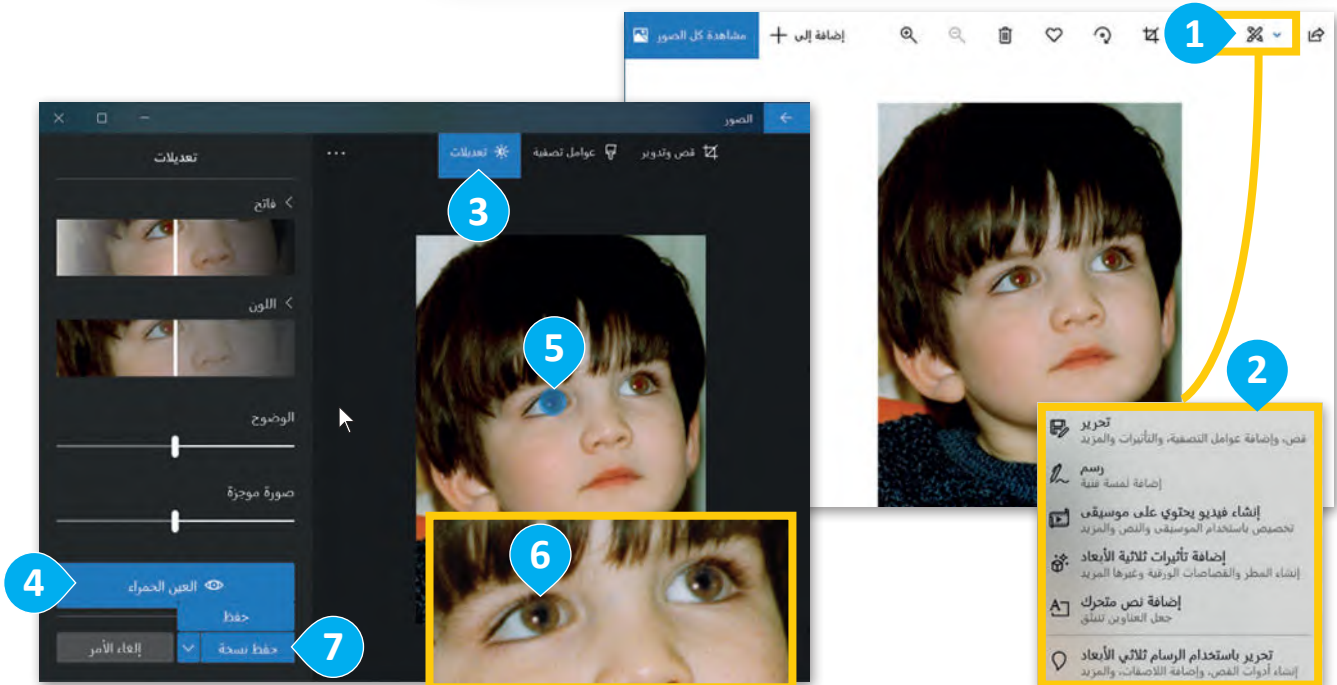 إضافة إلى
مشاهدة كل الصور
1
الصور
قص وتدوير
عوامل تصفية
تعديلات
3
تعديلات
فاتح
اللون
الوضوح
صورة موجزة
4
العين الحمراء
حفظ
حفظ نسخة
إلغاء الأمر
7
5
6
2
تحرير
قص، وإضافة عوامل التصفية، والتأثيرات والمزيد
رسم
إضافة لمسة فنية
إنشاء فيديو يحتوي على موسيقى
تخصيص باستخدام الموسيقى والنص والمزيد
إضافة تأثيرات ثلاثية الأبعاد
إنشاء المطر والقصاصات الورقية وغيرها المزيد
إضافة نص متحرك
جعل العناوين تنبثق
تحرير باستخدام الرسام ثلاثي الأبعاد
إنشاء أدوات القص، وإضافة اللاصقات، والمزيد